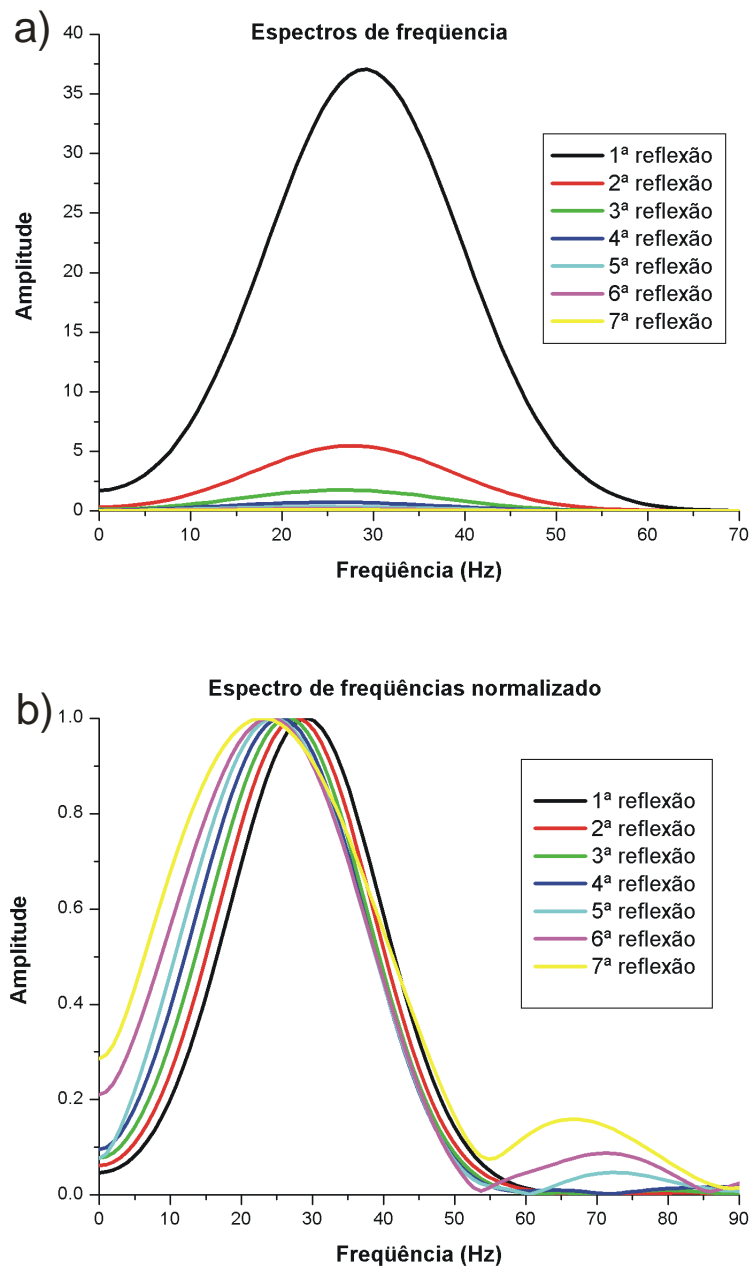 a)
Espectros de freqüencia
40
35
30
25
20
15
10
5
0
Amplitude
1ª reflexão
2ª reflexão
3ª reflexão
4ª reflexão
5ª reflexão
6ª reflexão
7ª reflexão
0 10 20 30 40 50 60 70
Freqüência (Hz)
b)
Espectro de freqüências normalizado
1.0
0.8
0.6
0.4
0.2
0.0
Amplitude
1ª reflexão
2ª reflexão
3ª reflexão
4ª reflexão
5ª reflexão
6ª reflexão
7ª reflexão
0 10 20 30 40 50 60 70 80 90
Freqüência (Hz)